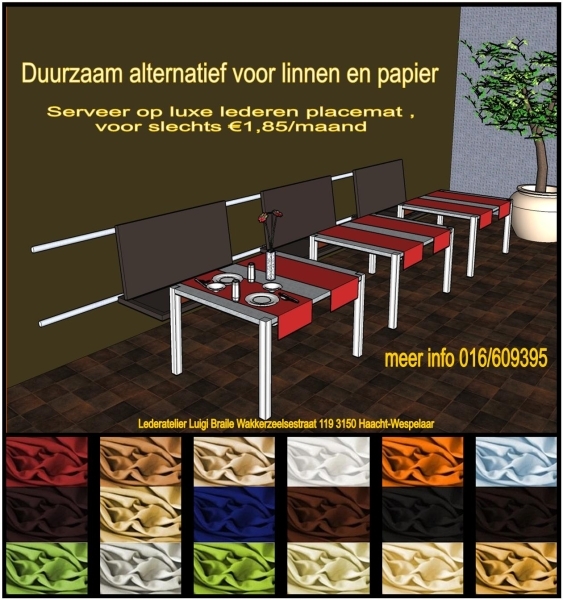 Duurzaam alternatief voor linnen en papier
Serveer op luxe lederen placemat ,
voor slechts €1,85/maand
meer info 016/609395
Lederatelier Luigi Braile Wakkerzeelsestraat 119 3150 Haacht-Wespelaar